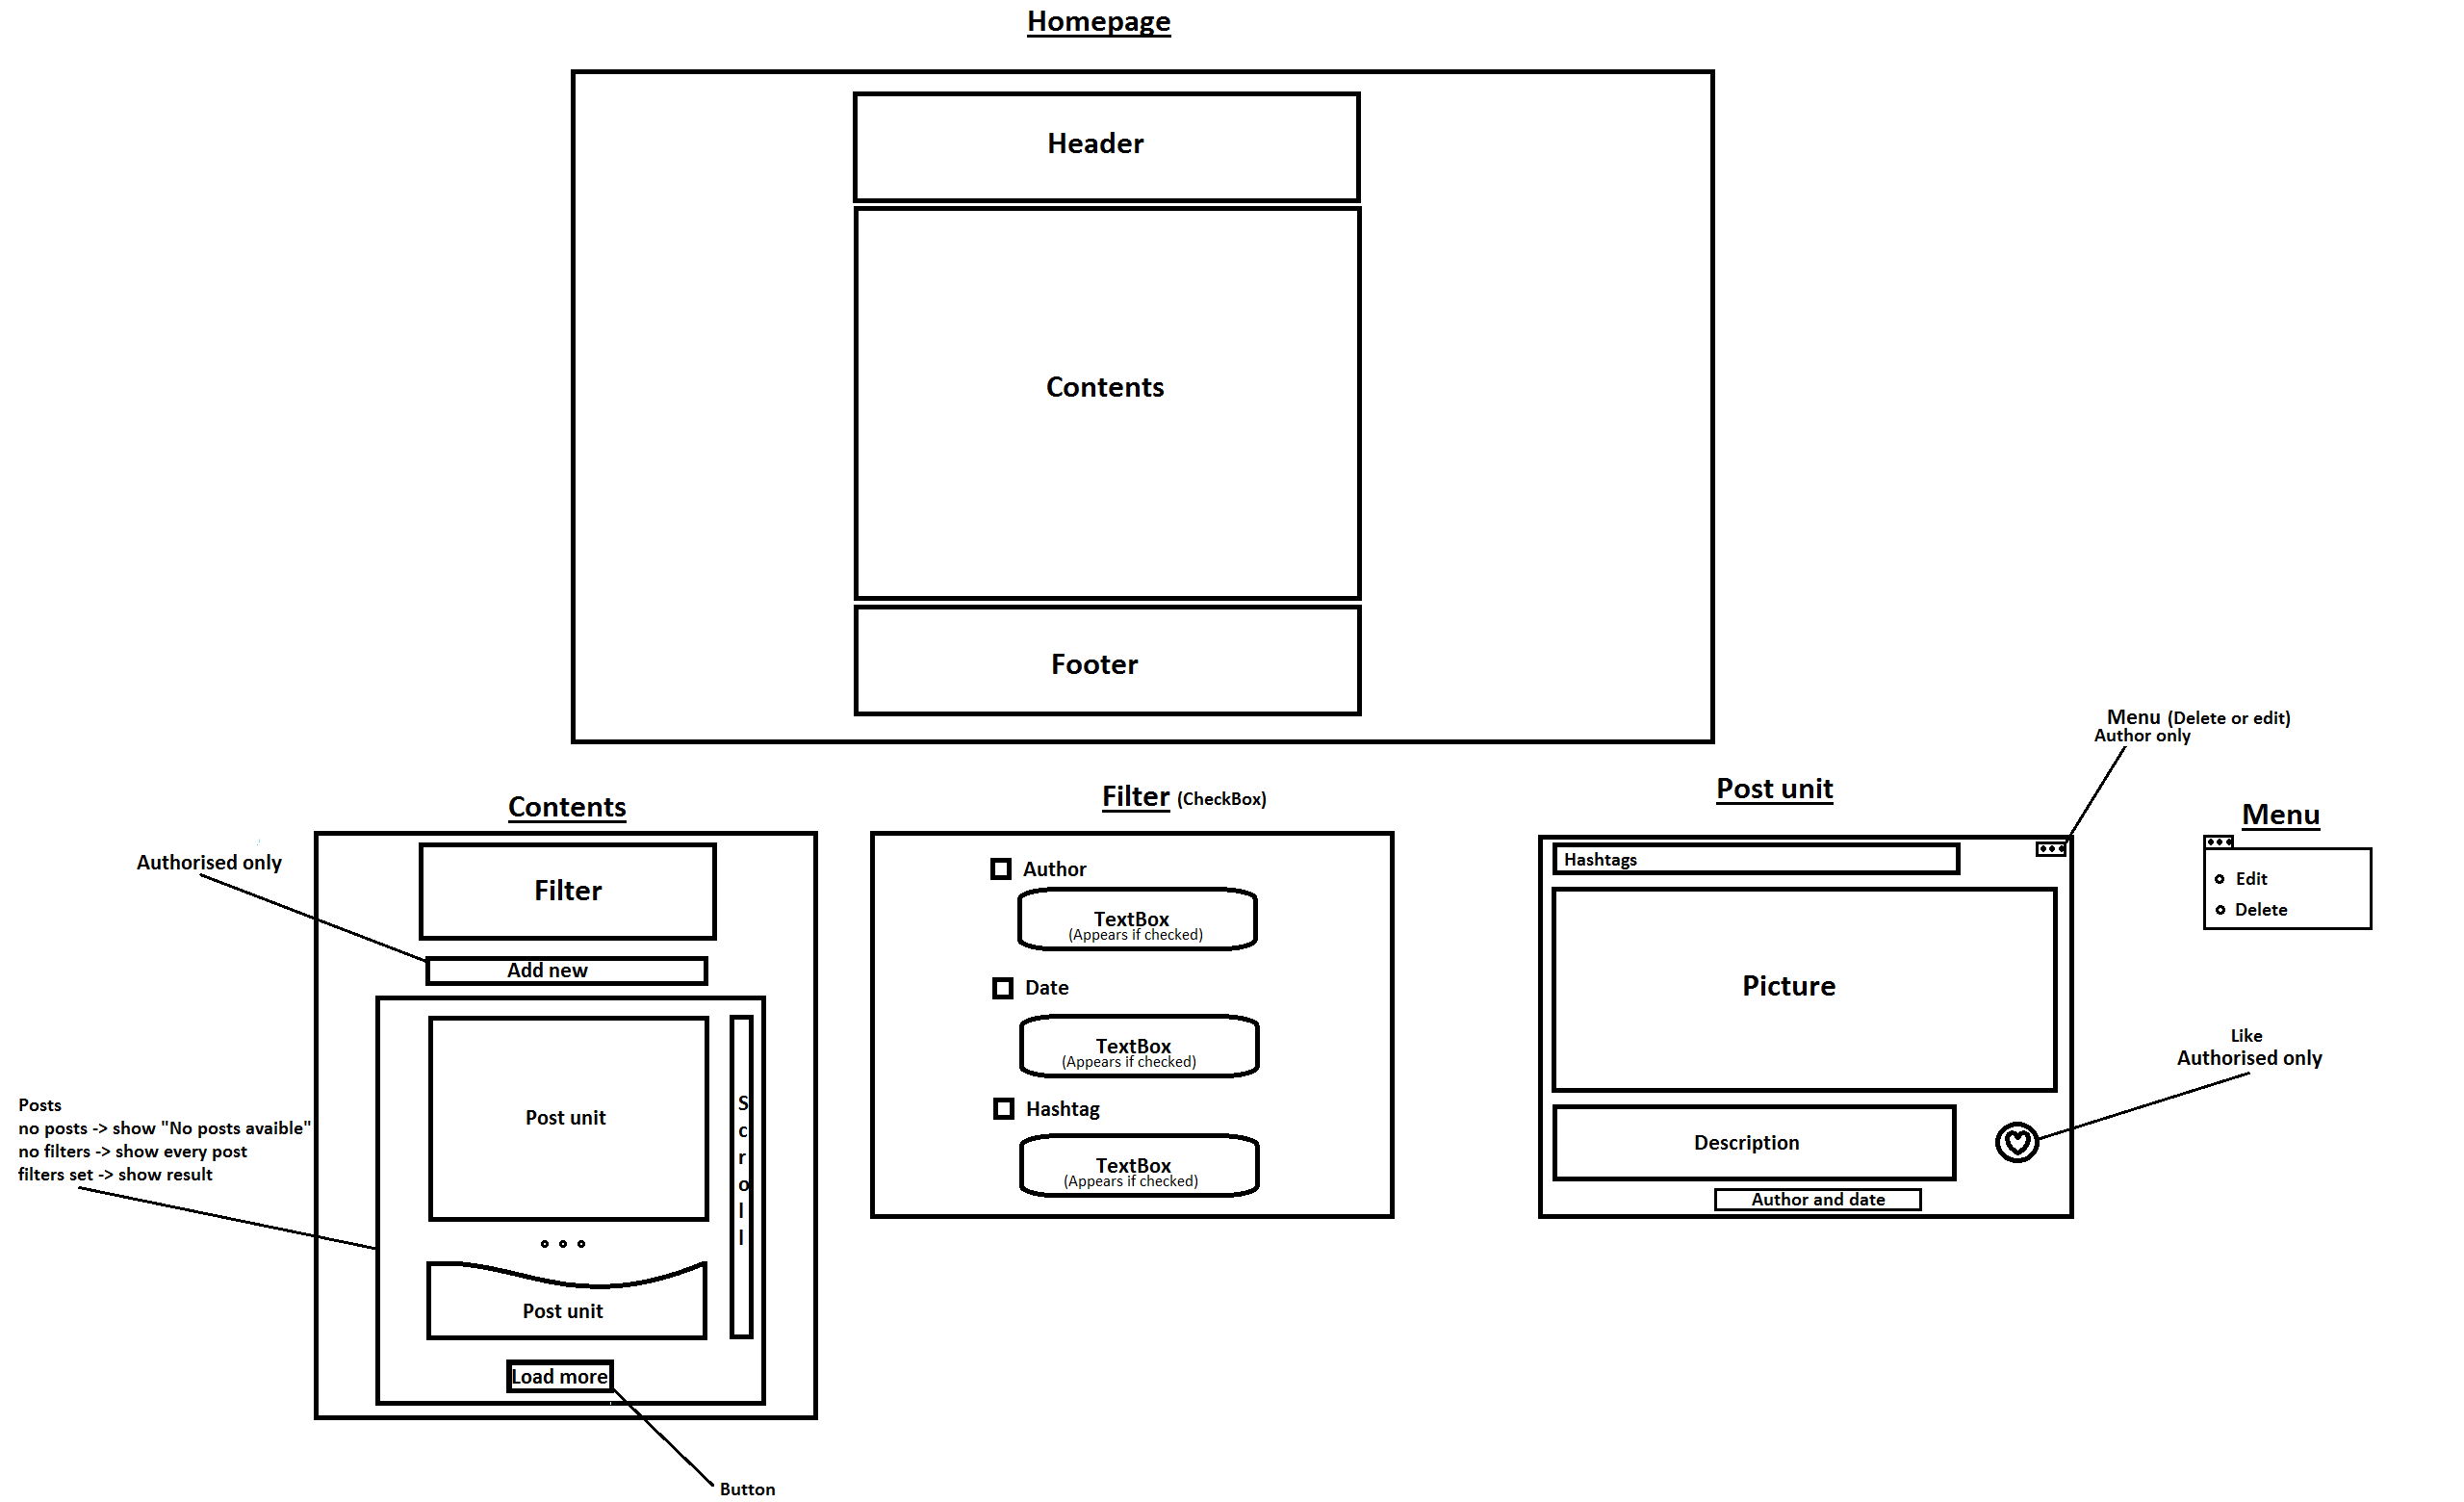 Homepage
Header
Contents
Footer
Contents
Authorised only
Filter
Add new
Post unit
Scroll
Posts
no posts -> show "No posts avaible"
no filters -> show every post
filters set -> show result
Post unit
Load more
Button
Filter (CheckBox)
Author
TextBox
(Appears if checked)
Date
TextBox
(Appears if checked)
Hashtag
TextBox
(Appears if checked)
Post unit
Menu (Delete or edit)
Author only
Hashtags
Picture
Description
Author and date
Like
Authorised only
Menu
Edit
Delete